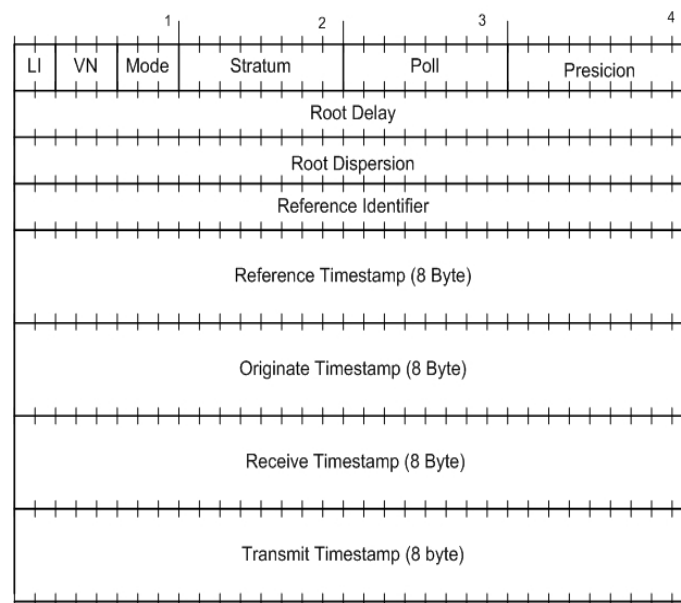 1 2 3 4
LI VN Mode Stratum Poll Presicion
Root Delay
Root Dispersion
Reference Identifier
Reference Timestamp (8 Byte)
Originate Timestamp (8 Byte)
Receive Timestamp (8 Byte)
Transmit Timestamp (8 byte)